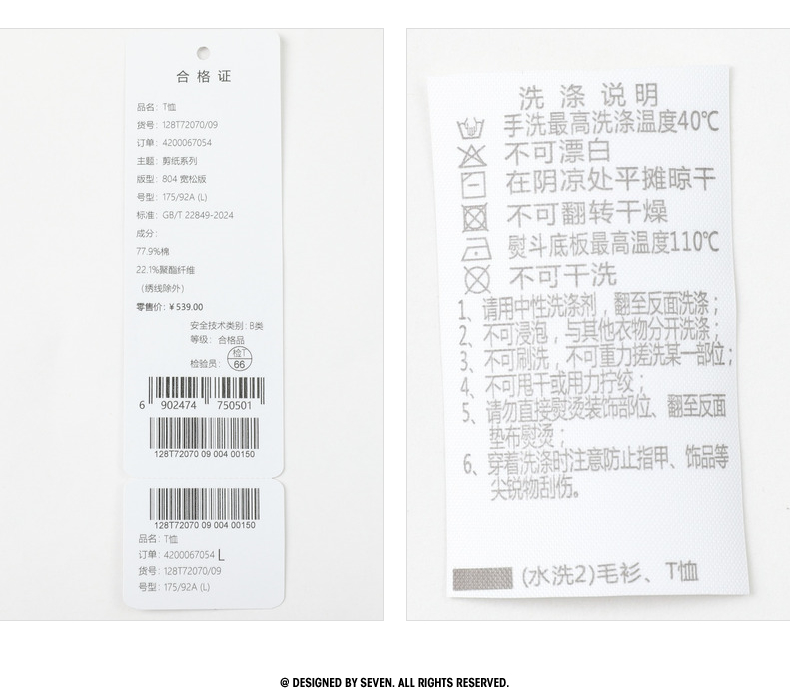 合格证
品名: T恤
货号: 128T72070/09
订单: 4200067054
主题: 剪纸系列
版型: 804 宽松版
号型: 175/92A (L)
标准: GB/T 22849-2024
成分:
77.9%棉
22.1%聚酯纤维
(绣线除外)
零售价: ¥539.00
安全技术类别: B类
等级: 合格品
检验员: 检T 66
6 902474 750501
128T72070 09 004 00150
128T72070 09 004 00150
品名: T恤
订单: 4200067054 L
货号: 128T72070/09
号型: 175/92A (L)
洗涤说明
手洗最高洗涤温度40℃
不可漂白
在阴凉处平摊晾干
不可翻转干燥
熨斗底板最高温度110℃
不可干洗
1、请用中性洗涤剂,翻至反面洗涤;
2、不可浸泡,与其他衣物分开洗涤;
3、不可刷洗,不可重力搓洗某一部位;
4、不可甩干或用力拧绞;
5、请勿直接熨烫装饰部位、翻至反面
垫布熨烫;
6、穿着洗涤时注意防止指甲、饰品等
尖锐物刮伤。
(水洗2)毛衫、T恤
@ DESIGNED BY SEVEN. ALL RIGHTS RESERVED.